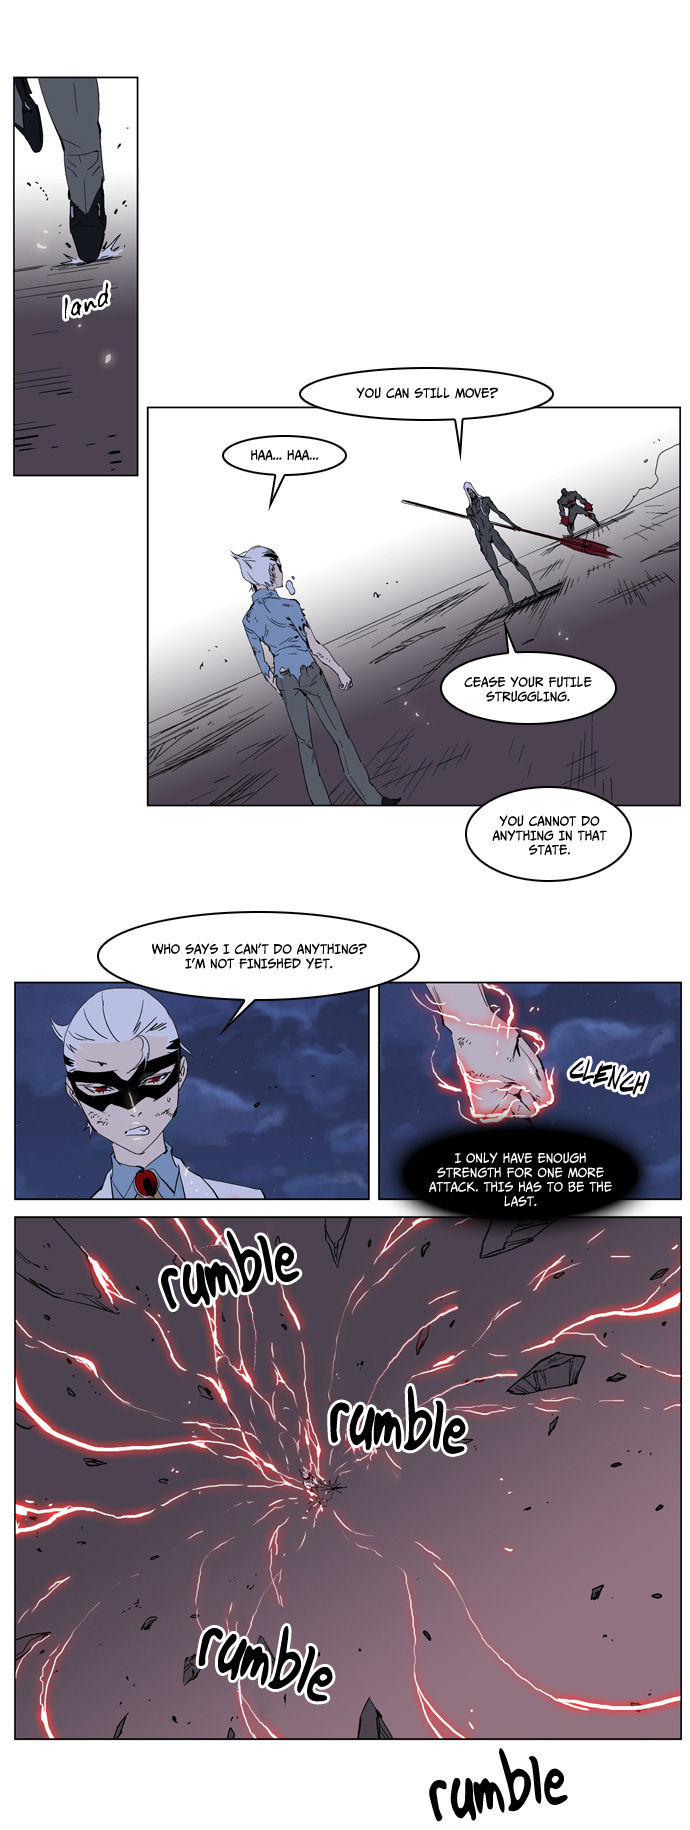 land
YOU CAN STILL MOVE?
HAA... HAA...
CEASE YOUR FUTILE
STRUGGLING.
YOU CANNOT DO
ANYTHING IN THAT
STATE.
WHO SAYS I CAN'T DO ANYTHING?
I'M NOT FINISHED YET.
CLENCH
I ONLY HAVE ENOUGH
STRENGTH FOR ONE MORE
ATTACK. THIS HAS TO BE THE
LAST.
rumble
rumble
rumble
rumble